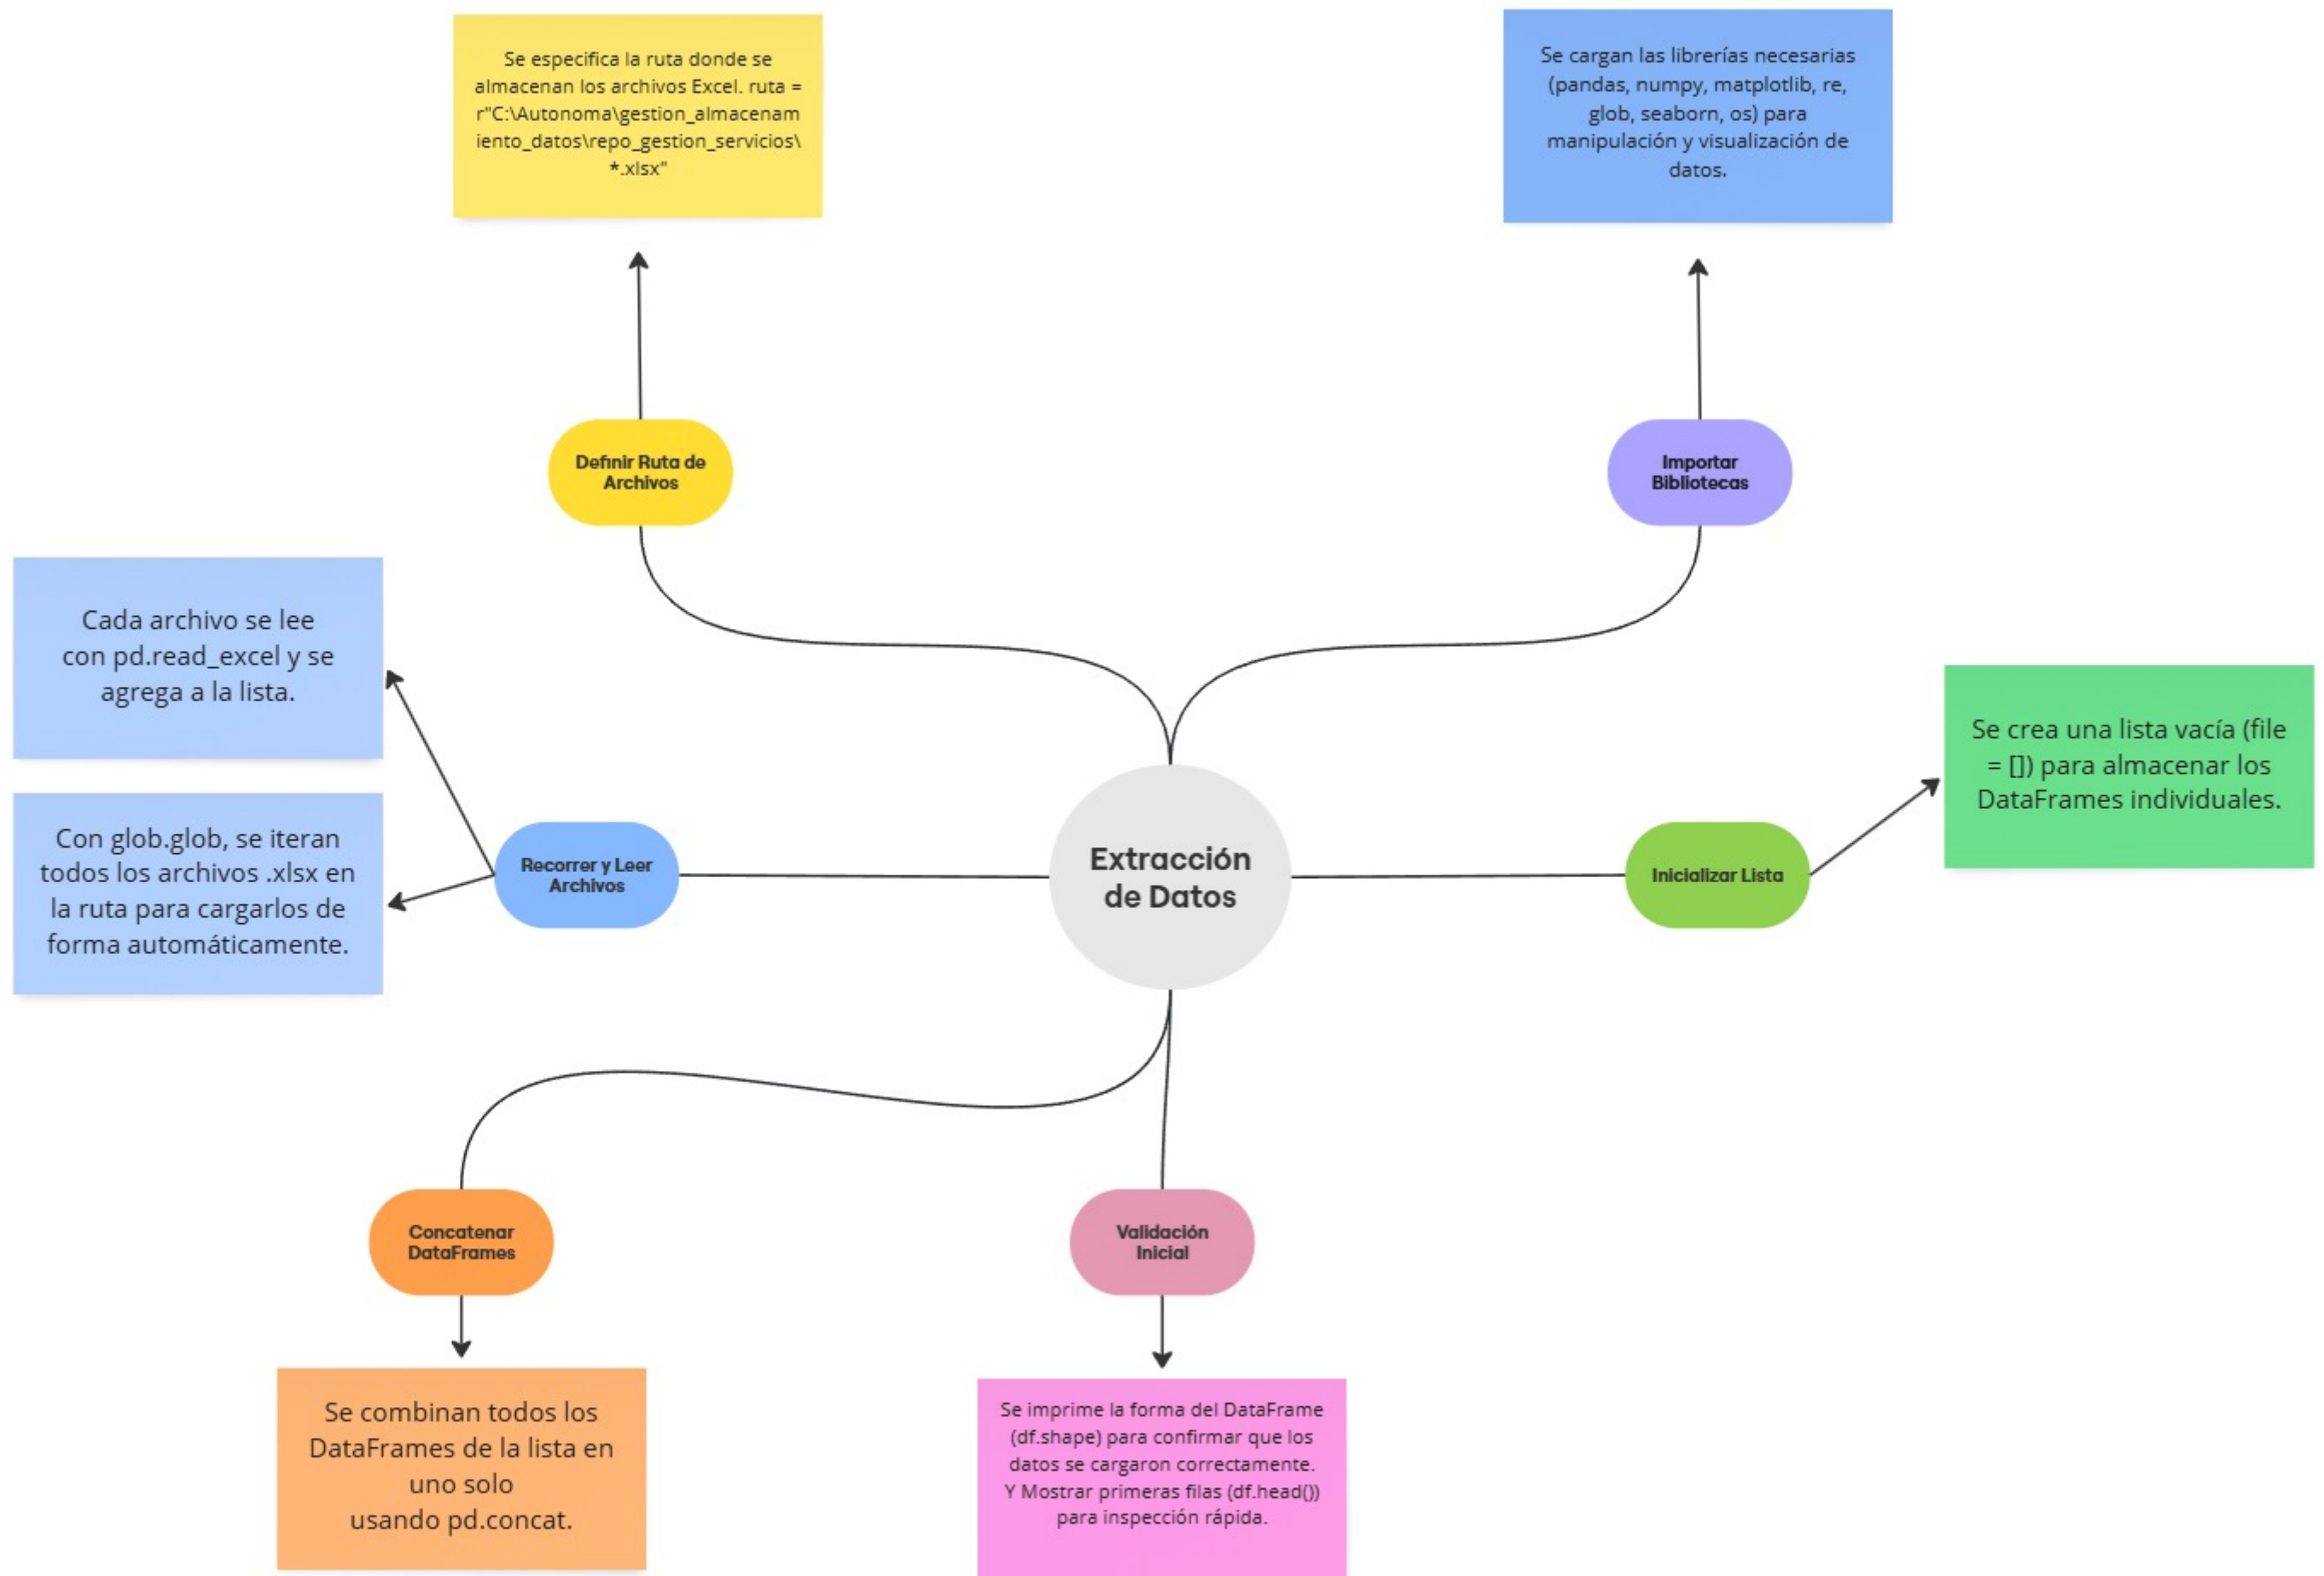 Se especifica la ruta donde se
almacenan los archivos Excel. ruta =
r"C:\Autonoma\gestion_almacenam
iento_datos\repo_gestion_servicios\
*.xlsx"
Se cargan las librerías necesarias
(pandas, numpy, matplotlib, re,
glob, seaborn, os) para
manipulación y visualización de
datos.
Definir Ruta de
Archivos
Importar
Bibliotecas
Cada archivo se lee
con pd.read_excel y se
agrega a la lista.
Con glob.glob, se iteran
todos los archivos .xlsx en
la ruta para cargarlos de
forma automáticamente.
Recorrer y Leer
Archivos
Extracción
de Datos
Inicializar Lista
Se crea una lista vacía (file
= []) para almacenar los
DataFrames individuales.
Concatenar
DataFrames
Validación
Inicial
Se combinan todos los
DataFrames de la lista en
uno solo
usando pd.concat.
Se imprime la forma del DataFrame
(df.shape) para confirmar que los
datos se cargaron correctamente.
Y Mostrar primeras filas (df.head())
para inspección rápida.